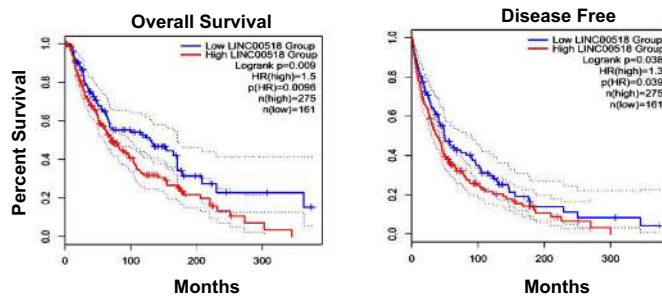 Overall Survival
Low LINC00518 Group
High LINC00518 Group
Logrank p=0.009
HR(high)=1.5
p(HR)=0.0096
n(high)=275
n(low)=161
Percent Survival
1.0
0.8
0.6
0.4
0.2
0.0
0 100 200 300
Months
Disease Free
Low LINC00518 Group
High LINC00518 Group
Logrank p=0.038
HR(high)=1.3
p(HR)=0.039
n(high)=275
n(low)=161
1.0
0.8
0.6
0.4
0.2
0.0
0 100 200 300
Months